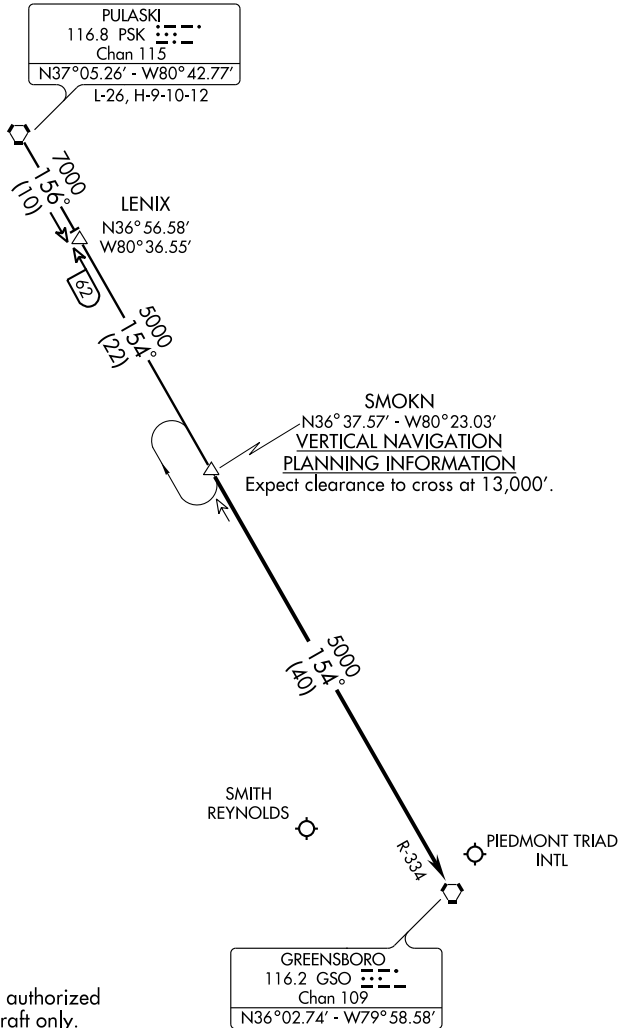 PULASKI
116.8 PSK
Chan 115
N37°05.26' - W80°42.77'
L-26, H-9-10-12
7000
156°
(10)
LENIX
N36°56.58'
W80°36.55'
62
5000
154°
(22)
SMOKN
N36°37.57' - W80°23.03'
VERTICAL NAVIGATION
PLANNING INFORMATION
Expect clearance to cross at 13,000'.
5000
154°
(40)
SMITH
REYNOLDS
R-334
PIEDMONT TRIAD
INTL
GREENSBORO
116.2 GSO
Chan 109
N36°02.74' - W79°58.58'
authorized
raft only.